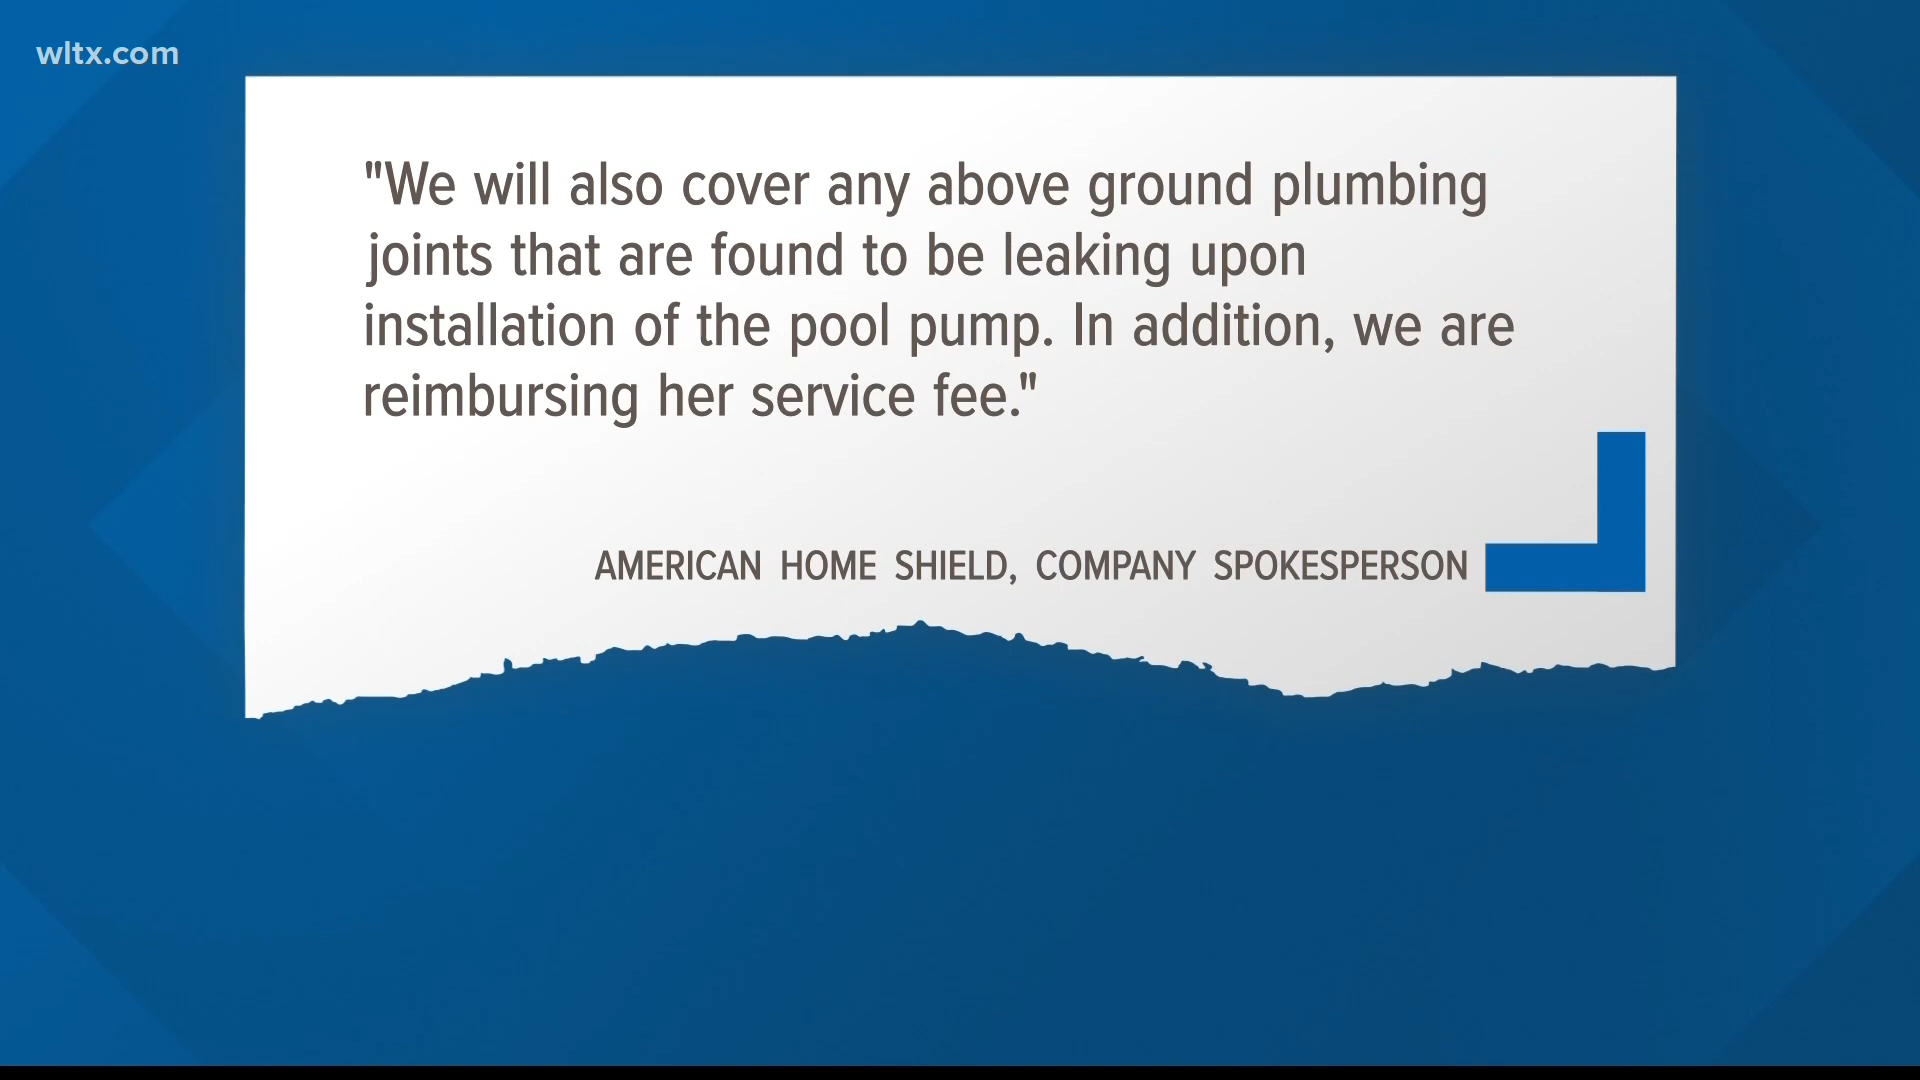 wltx.com
"We will also cover any above ground plumbing
joints that are found to be leaking upon
installation of the pool pump. In addition, we are
reimbursing her service fee."
AMERICAN HOME SHIELD, COMPANY SPOKESPERSON